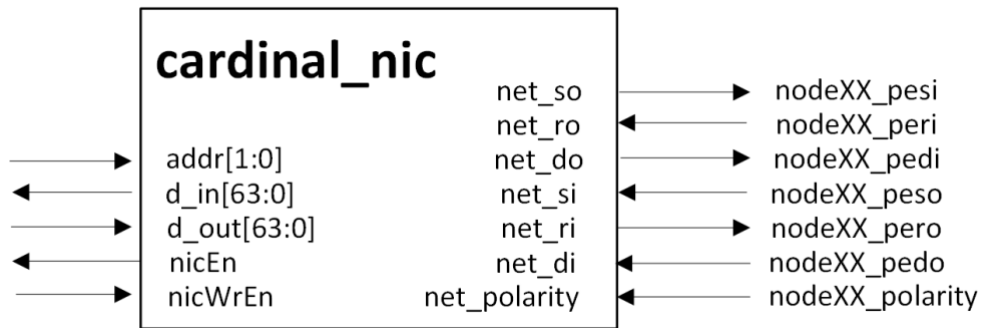 cardinal_nic
net_so nodeXX_pesi
net_ro nodeXX_peri
addr[1:0] net_do nodeXX_pedi
d_in[63:0] net_si nodeXX_peso
d_out[63:0] net_ri nodeXX_pero
nicEn net_di nodeXX_pedo
nicWrEn net_polarity nodeXX_polarity